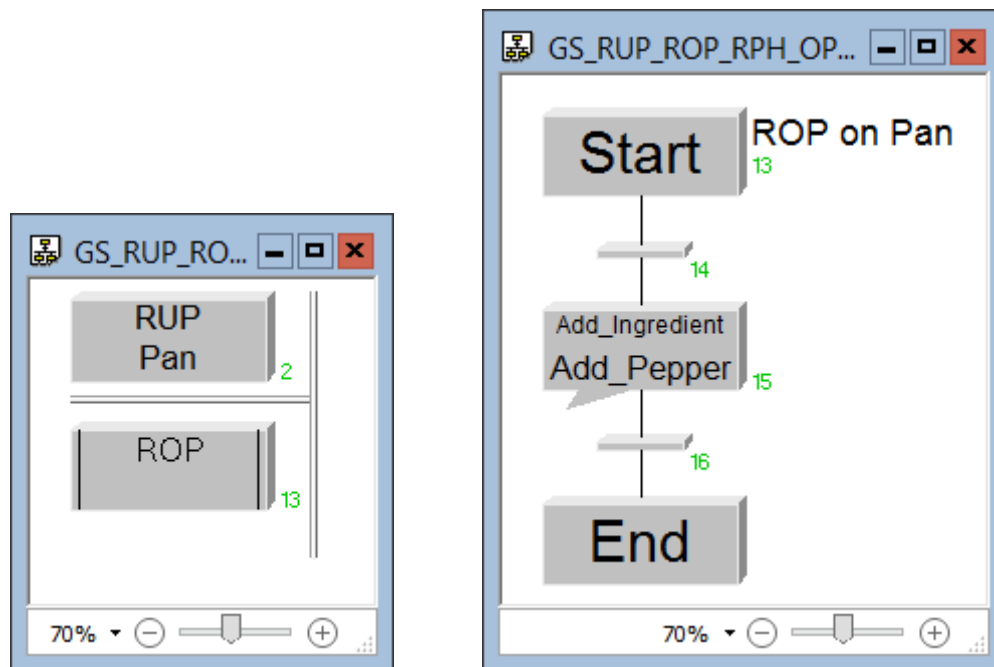 GS_RUP_RO...
RUP
Pan
2
ROP
13
70%
GS_RUP_ROP_RPH_OP...
Start
ROP on Pan
13
14
Add_Ingredient
Add_Pepper
15
16
End
70%